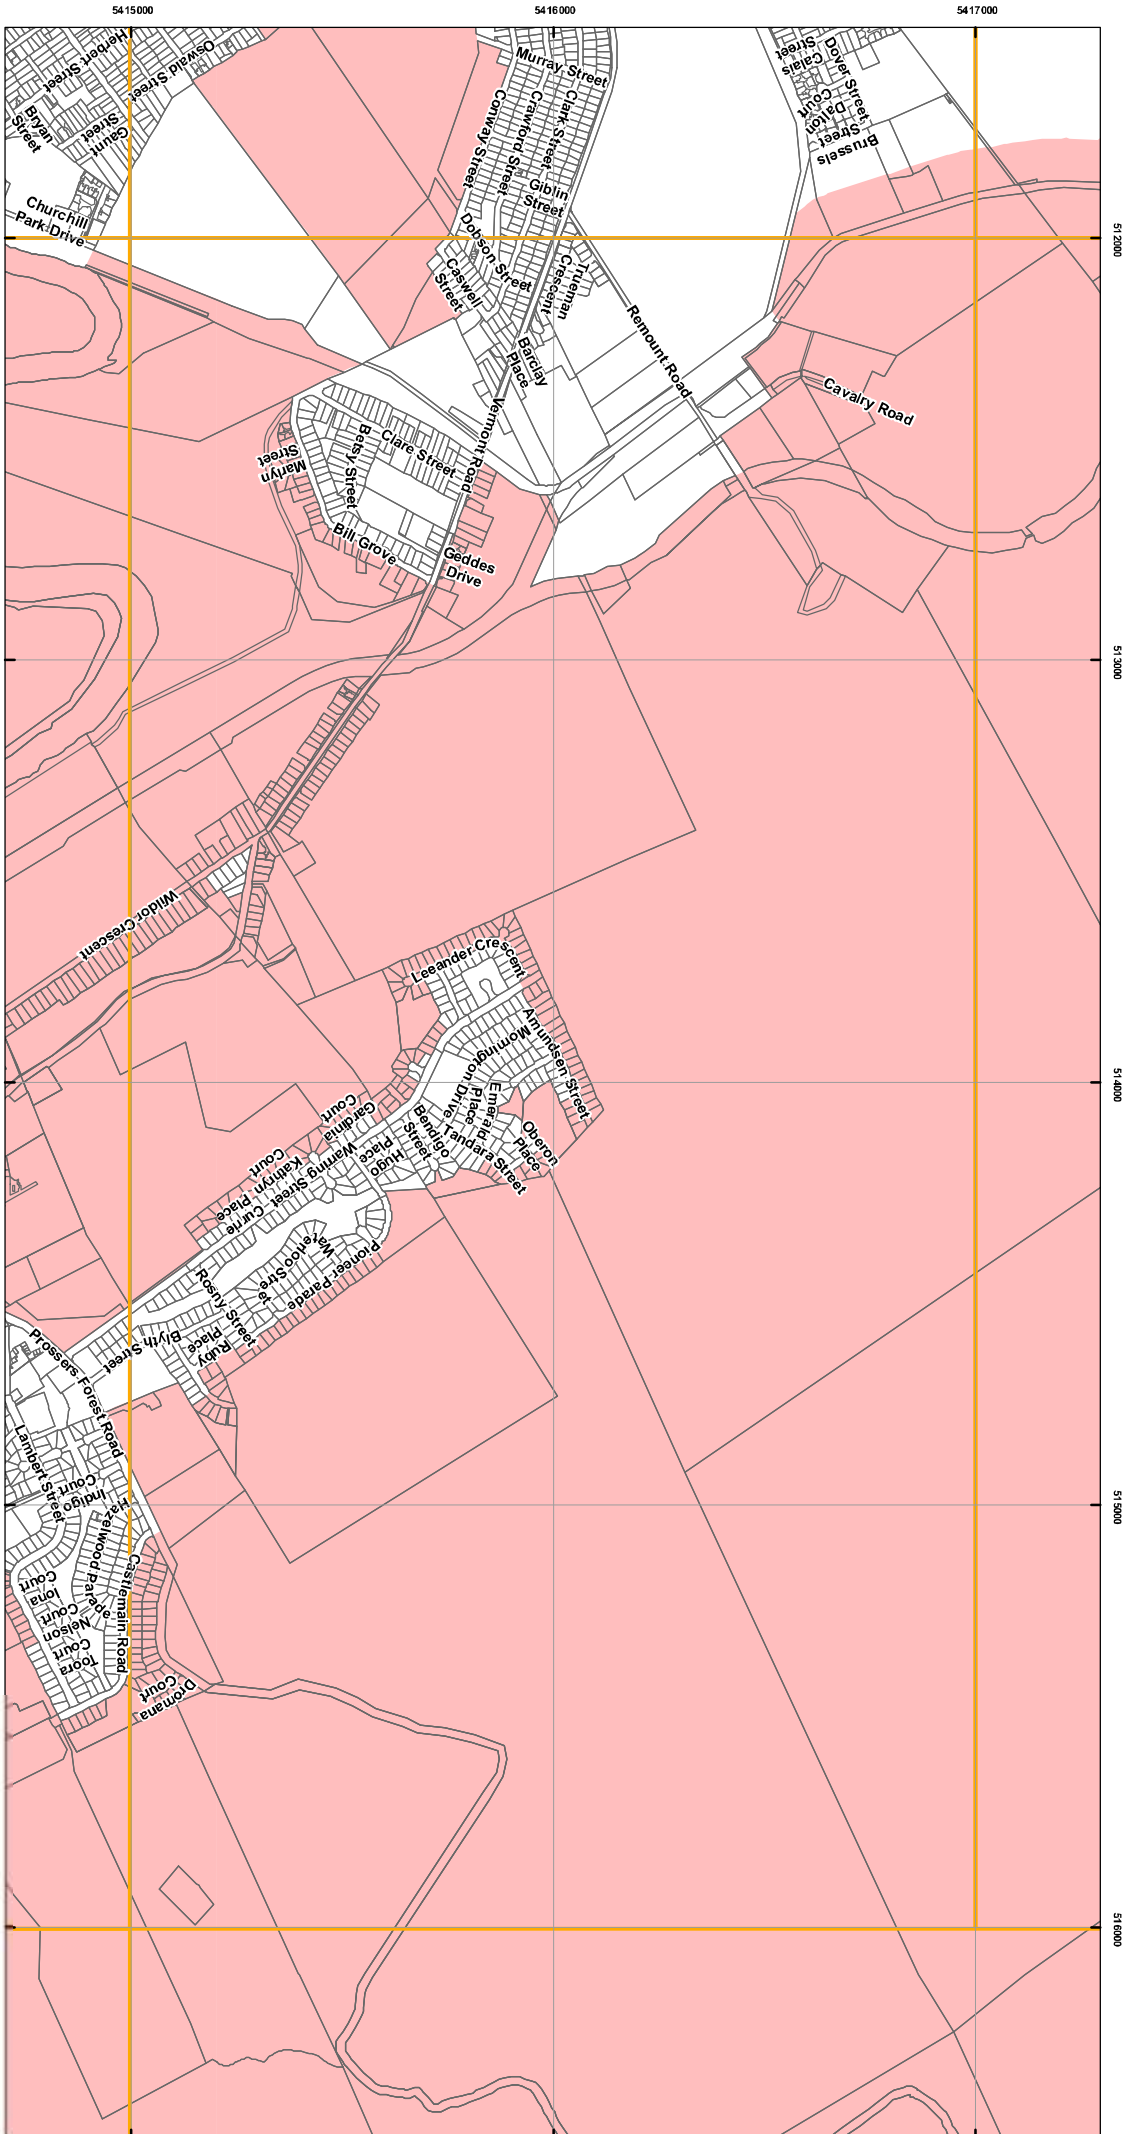 5415000
5416000
5417000
Herbert Street
Oswald Street
Bryan
Street
Gaunt
Street
Churchill
Park Drive
Murray Street
Conway Street
Crawford Street
Clark Street
Giblin
Street
Dobson Street
Caswell
Street
Trueman
Crescent
Barclay
Place
Remount Road
Vermont Road
Calais
Street
Dover Street
Dalton
Court
Brussels
Street
512000
Cavalry Road
Marlyn
Street
Betsy Street
Clare Street
Bill Grove
Geddes
Drive
513000
Wildor Crescent
Leeander Crescent
Amundsen Street
Mornington Drive
514000
Emerald
Place
Bendigo
Street
Tandara Street
Oberon
Place
Hugo
Place
Gardinia
Court
Warring Street
Kathryn Place
Court
Currie
Waterloo Street
Pioneer Parade
Rosny Street
Ruby
Place
Blyth Street
Prossers Forest Road
Lambert Street
Indigo
Court
515000
Hazelwood Parade
Castlemain Road
Iona
Court
Nelson
Court
Toora
Court
Dromana
Court
516000